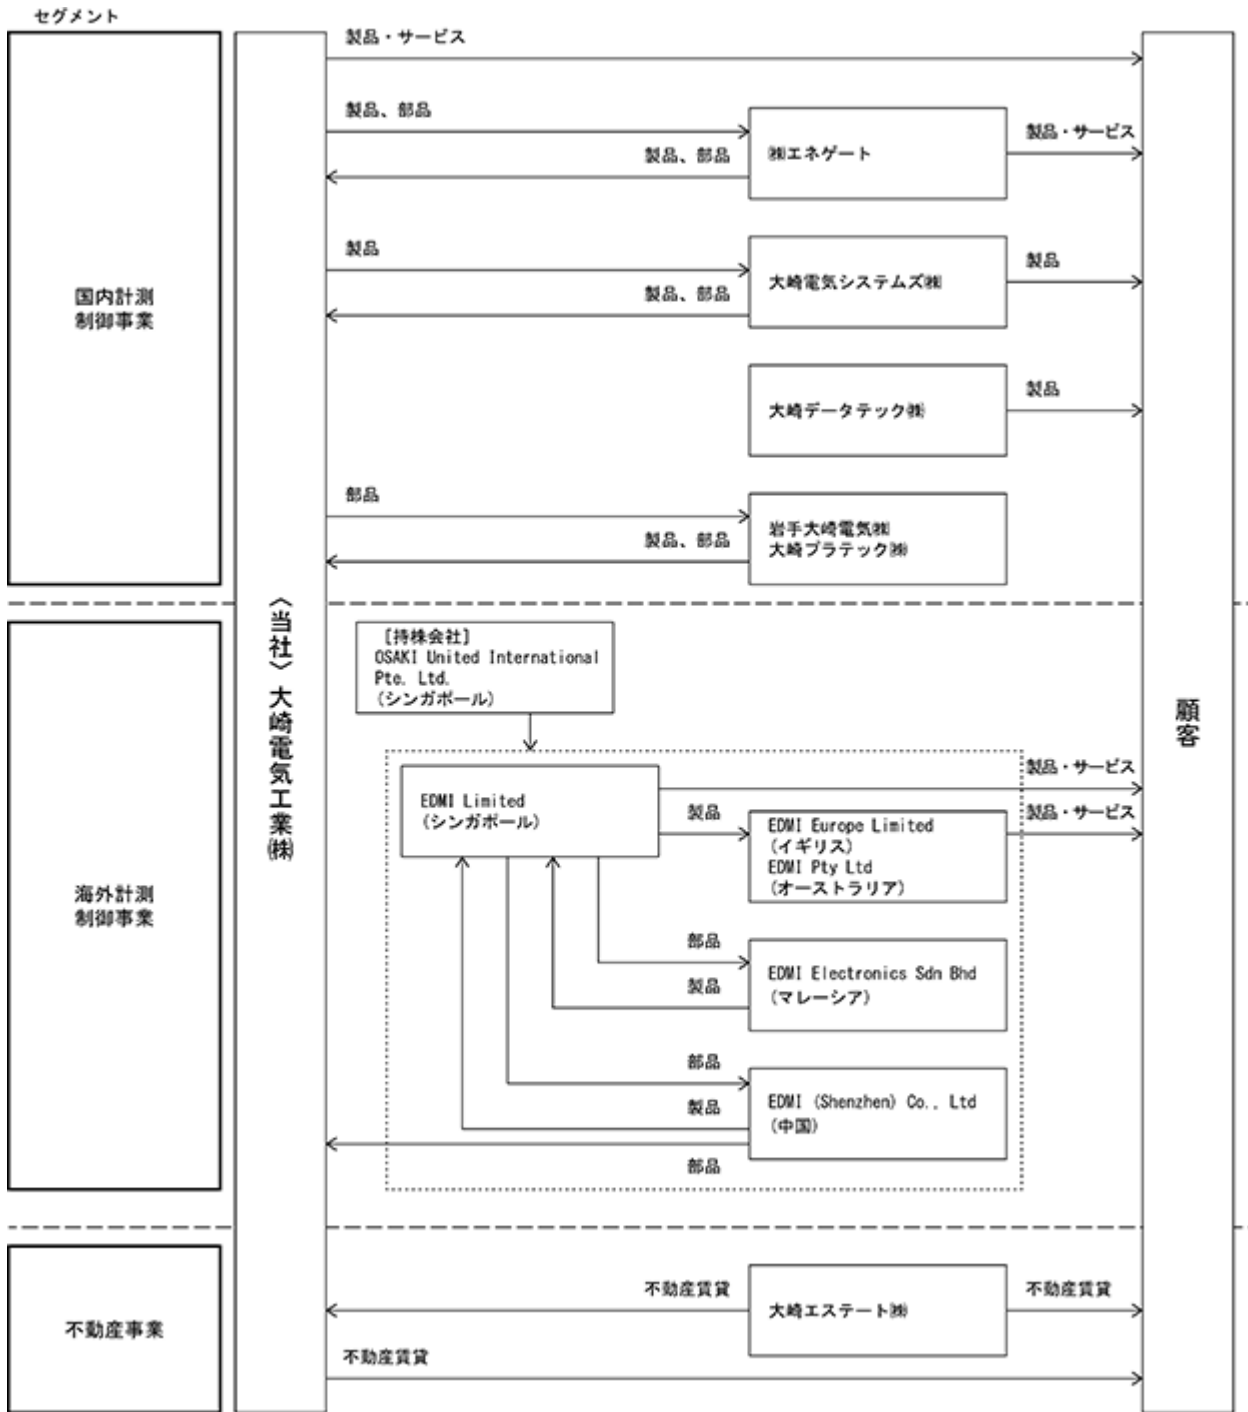 セグメント
製品・サービス
製品、部品
製品、部品
㈱エネゲート
製品・サービス
国内計測
制御事業
製品
製品、部品
大崎電気システムズ㈱
製品
大崎データテック㈱
製品
部品
製品、部品
岩手大崎電気㈱
大崎プラテック㈱
〈当社〉大崎電気工業㈱
顧客
海外計測
制御事業
[持株会社]
OSAKI United International
Pte. Ltd.
(シンガポール)
EDMI Limited
(シンガポール)
製品・サービス
製品
EDMI Europe Limited
(イギリス)
EDMI Pty Ltd
(オーストラリア)
製品・サービス
部品
製品
EDMI Electronics Sdn Bhd
(マレーシア)
部品
製品
EDMI (Shenzhen) Co., Ltd
(中国)
部品
不動産事業
不動産賃貸
大崎エステート㈱
不動産賃貸
不動産賃貸